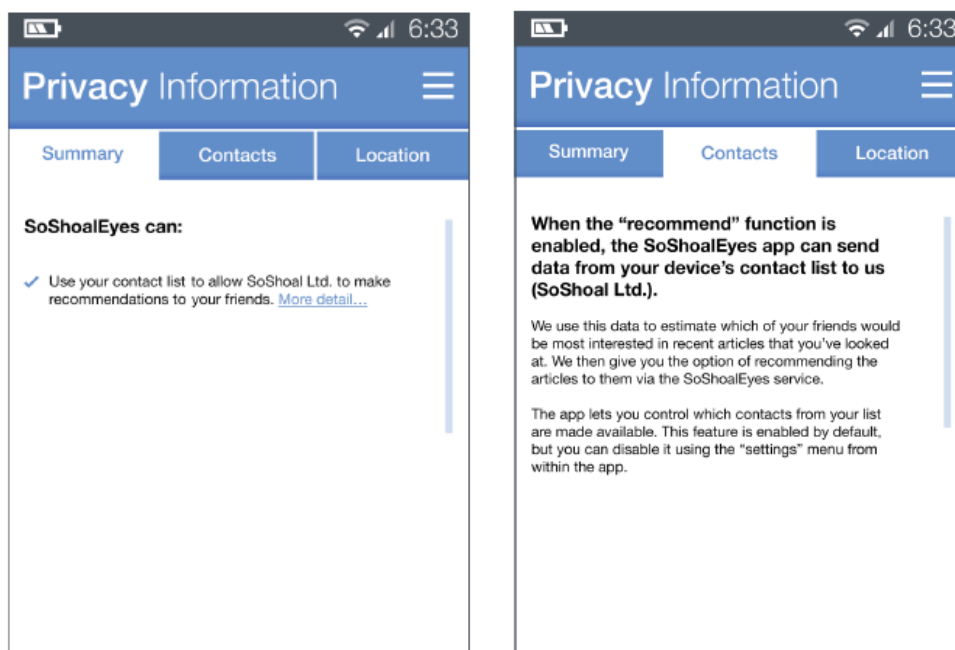 6:33
Privacy Information
Summary
Contacts
Location
SoShoalEyes can:
Use your contact list to allow SoShoal Ltd. to make
recommendations to your friends. More detail...
6:33
Privacy Information
Summary
Contacts
Location
When the “recommend” function is
enabled, the SoShoalEyes app can send
data from your device’s contact list to us
(SoShoal Ltd.).
We use this data to estimate which of your friends would
be most interested in recent articles that you’ve looked
at. We then give you the option of recommending the
articles to them via the SoShoalEyes service.
The app lets you control which contacts from your list
are made available. This feature is enabled by default,
but you can disable it using the “settings” menu from
within the app.